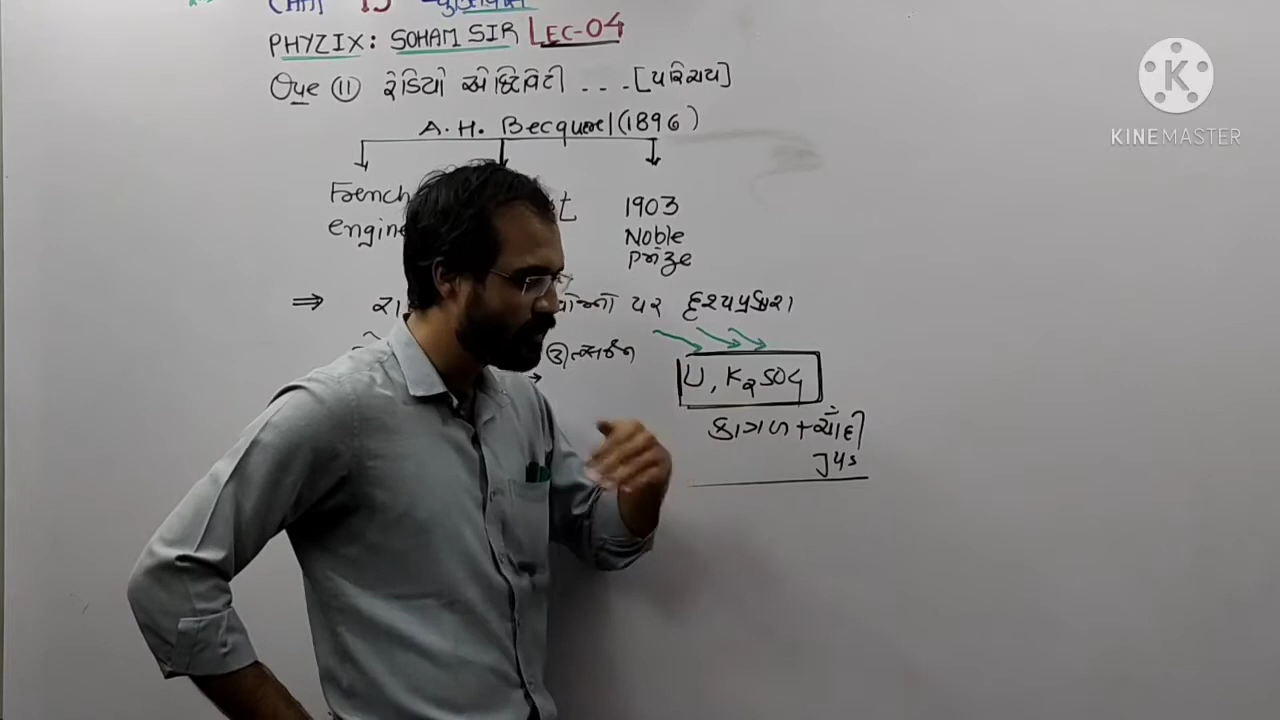 PHYZIX: SOHAM SIR LEC-04
Que 11 રેડિયો એક્ટિવિટી ... [પરિચય]
A. H. Becquerel (1896)
French
1903
Noble
Prize
⇒ પર દૃશ્યપ્રકાશ
ઉત્સર્જન
U, K2SO4
કાગળ + ચાંદી
KINEMASTER